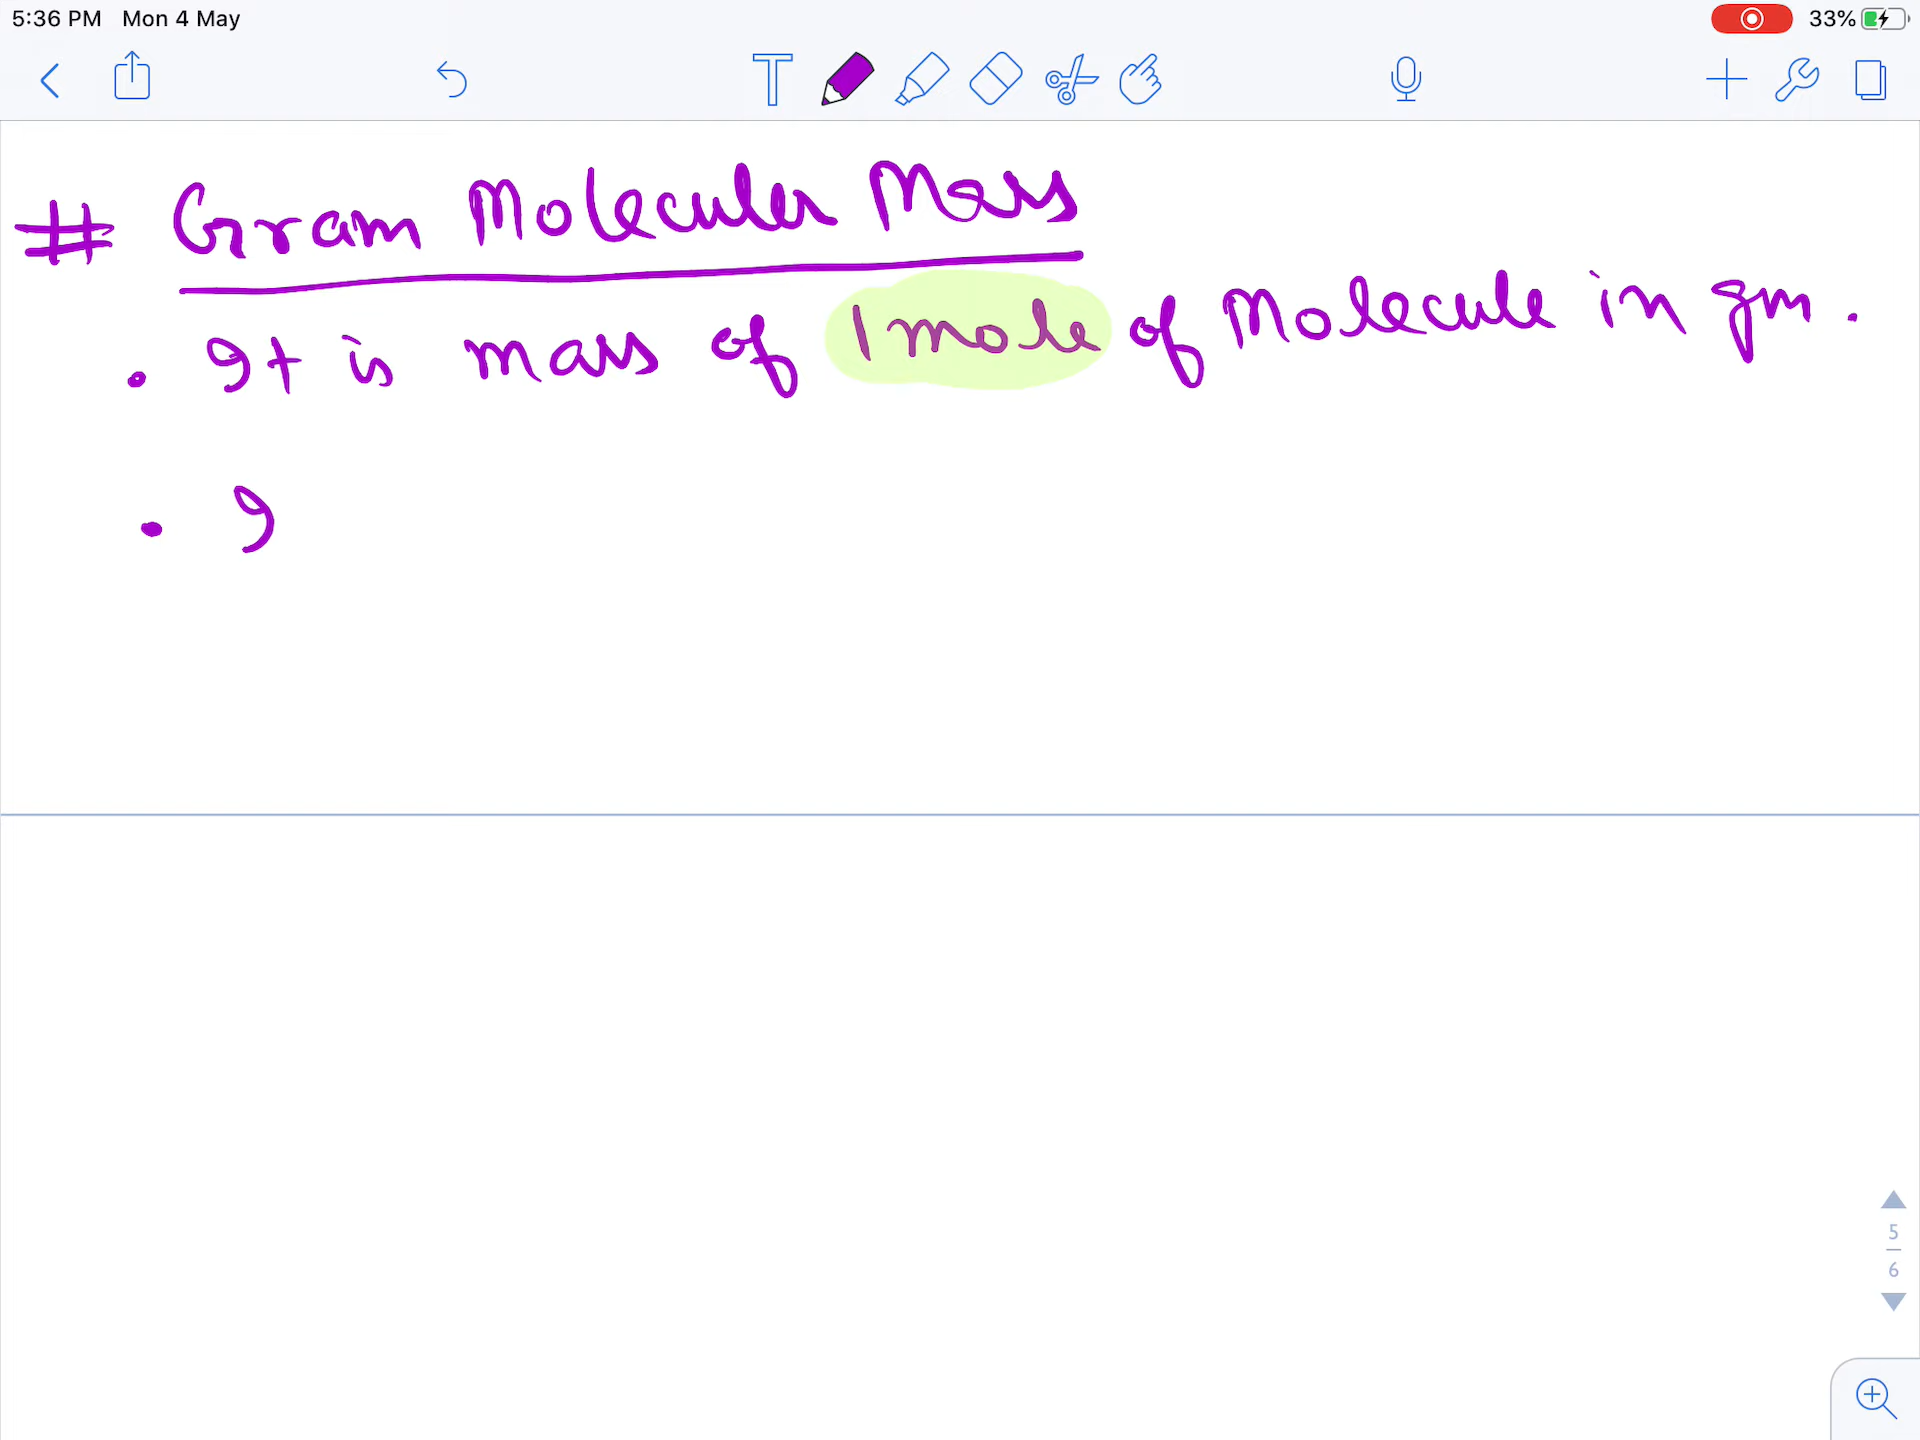 5:36 PM Mon 4 May 33%
T
# Gram Molecular Mass
• It is mass of 1 mole of Molecule in gm.
• I
5
6